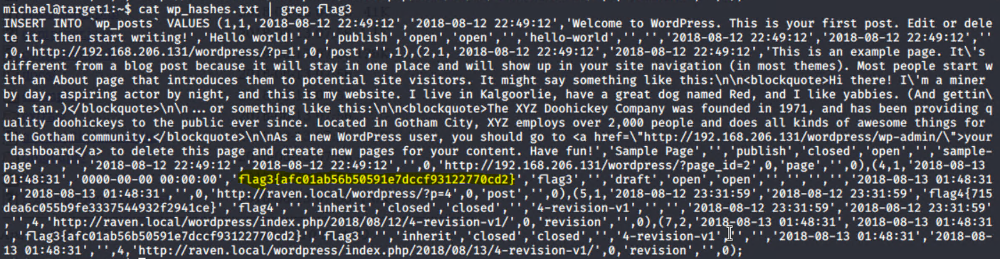 michael@target1:~$ cat wp_hashes.txt | grep flag3
INSERT INTO `wp_posts` VALUES (1,1,'2018-08-12 22:49:12','2018-08-12 22:49:12','Welcome to WordPress. This is your first post. Edit or dele
te it, then start writing!','Hello world!','','publish','open','open','','hello-world','','','2018-08-12 22:49:12','2018-08-12 22:49:12',''
,0,'http://192.168.206.131/wordpress/?p=1',0,'post','',1),(2,1,'2018-08-12 22:49:12','2018-08-12 22:49:12','This is an example page. It\'s
different from a blog post because it will stay in one place and will show up in your site navigation (in most themes). Most people start w
ith an About page that introduces them to potential site visitors. It might say something like this:\n\n<blockquote>Hi there! I\'m a miner
by day, aspiring actor by night, and this is my website. I live in Kalgoorlie, have a great dog named Red, and I like yabbies. (And gettin\
' a tan.)</blockquote>\n\n...or something like this:\n\n<blockquote>The XYZ Doohickey Company was founded in 1971, and has been providing q
uality doohickeys to the public ever since. Located in Gotham City, XYZ employs over 2,000 people and does all kinds of awesome things for
the Gotham community.</blockquote>\n\nAs a new WordPress user, you should go to <a href=\"http://192.168.206.131/wordpress/wp-admin/\">your
dashboard</a> to delete this page and create new pages for your content. Have fun!','Sample Page','','publish','closed','open','','sample-
page','','','2018-08-12 22:49:12','2018-08-12 22:49:12','',0,'http://192.168.206.131/wordpress/?page_id=2',0,'page','',0),(4,1,'2018-08-13
01:48:31','0000-00-00 00:00:00','flag3{afc01ab56b50591e7dccf93122770cd2}','flag3','','draft','open','open','','','','','2018-08-13 01:48:31
','2018-08-13 01:48:31','',0,'http://raven.local/wordpress/?p=4',0,'post','',0),(5,1,'2018-08-12 23:31:59','2018-08-12 23:31:59','flag4{715
dea6c055b9fe3337544932f2941ce}','flag4','','inherit','closed','closed','','4-revision-v1','','','2018-08-12 23:31:59','2018-08-12 23:31:59'
,'',4,'http://raven.local/wordpress/index.php/2018/08/12/4-revision-v1/',0,'revision','',0),(7,2,'2018-08-13 01:48:31','2018-08-13 01:48:31
','flag3{afc01ab56b50591e7dccf93122770cd2}','flag3','','inherit','closed','closed','','4-revision-v1','','','2018-08-13 01:48:31','2018-08-
13 01:48:31','',4,'http://raven.local/wordpress/index.php/2018/08/13/4-revision-v1/',0,'revision','',0);